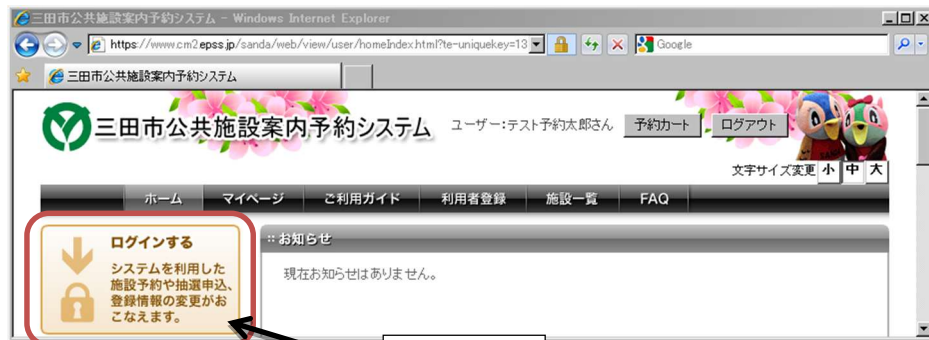 三田市公共施設案内予約システム - Windows Internet Explorer
https://www.cm2.epss.jp/sanda/web/view/user/homeIndex.html?te-uniquekey=13
Google
三田市公共施設案内予約システム
三田市公共施設案内予約システム
ユーザー:テスト予約太郎さん 予約カート ログアウト
文字サイズ変更 小 中 大
ホーム マイページ ご利用ガイド 利用者登録 施設一覧 FAQ
ログインする
システムを利用した
施設予約や抽選申込、
登録情報の変更がお
こなえます。
お知らせ
現在お知らせはありません。